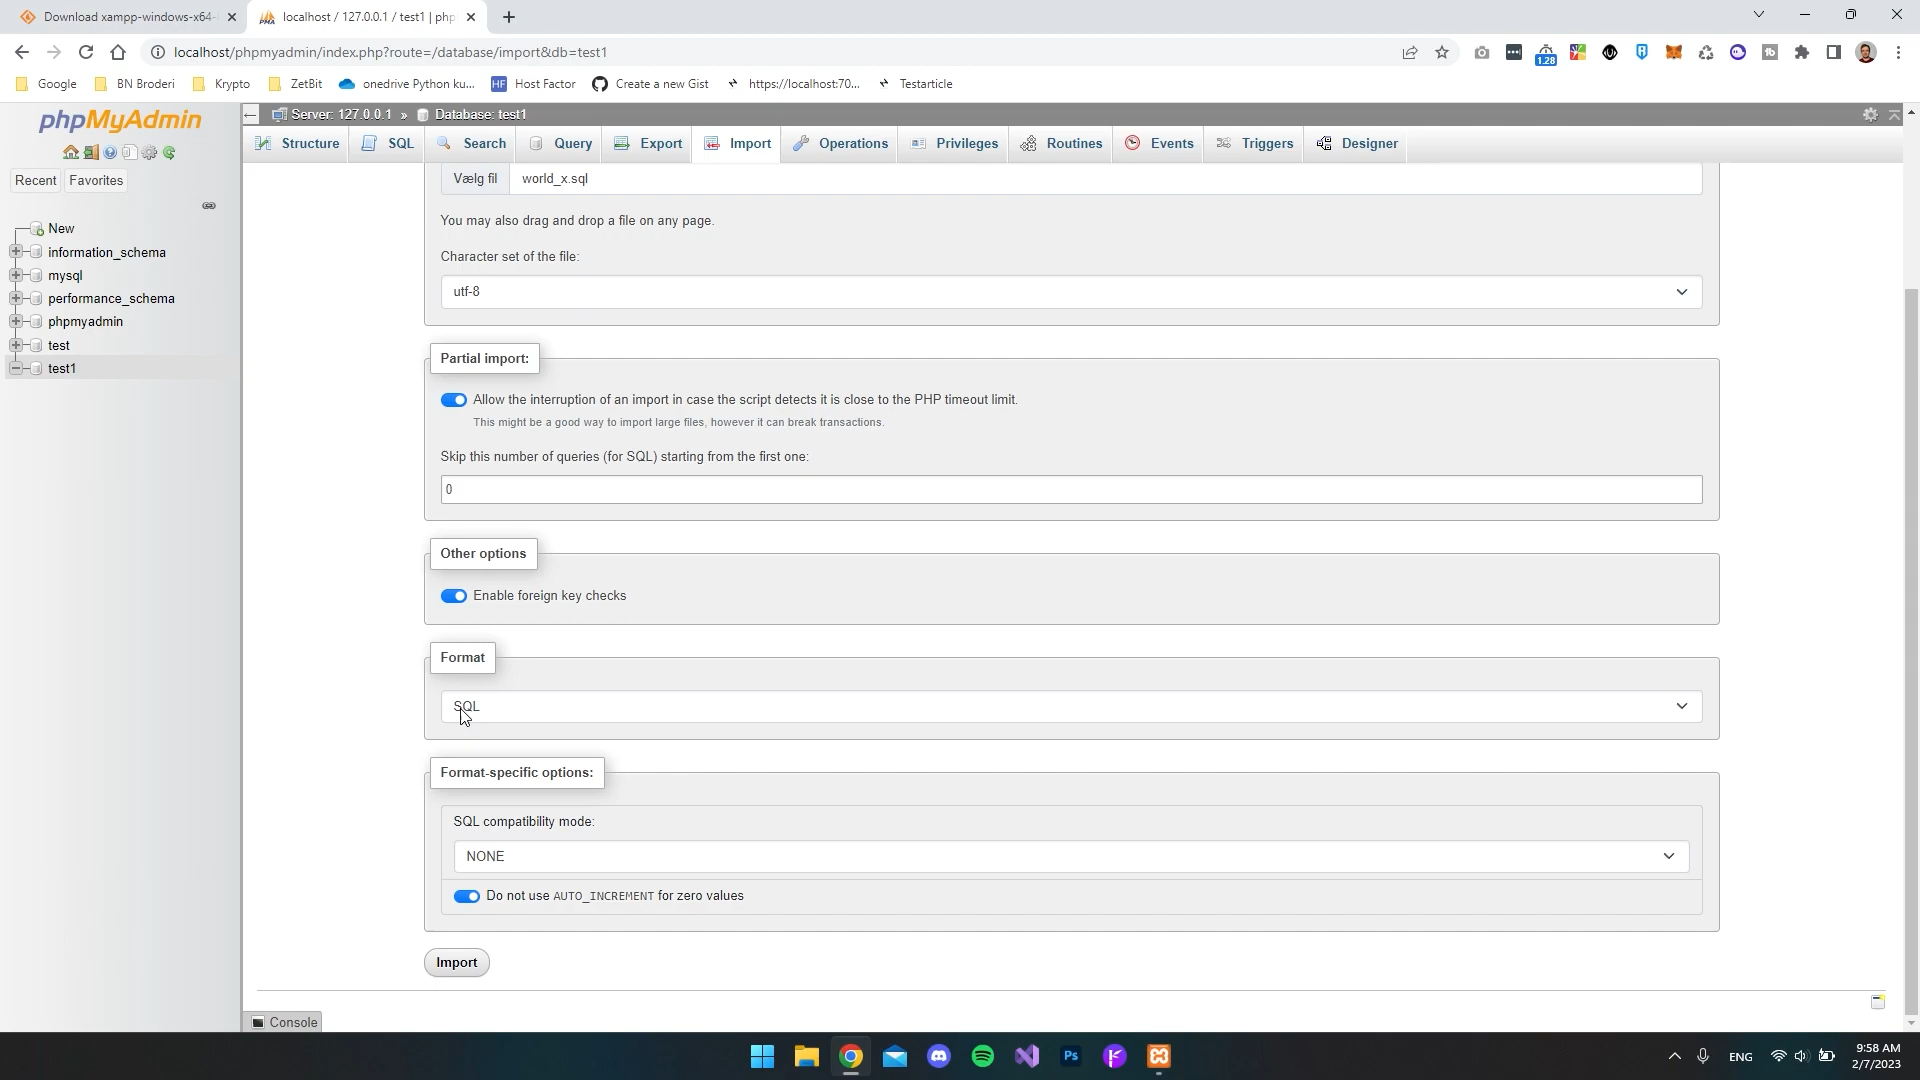 Download xampp-windows-x64-
localhost / 127.0.0.1 / test1 | php
localhost/phpmyadmin/index.php?route=/database/import&db=test1
1.28
Google
BN Broderi
Krypto
ZetBit
onedrive Python ku...
HF Host Factor
Create a new Gist
https://localhost:70...
Testarticle
phpMyAdmin
Server: 127.0.0.1 » Database: test1
Structure
SQL
Search
Query
Export
Import
Operations
Privileges
Routines
Events
Triggers
Designer
Recent
Favorites
New
information_schema
mysql
performance_schema
phpmyadmin
test
test1
Vælg fil world_x.sql
You may also drag and drop a file on any page.
Character set of the file:
utf-8
Partial import:
Allow the interruption of an import in case the script detects it is close to the PHP timeout limit.
This might be a good way to import large files, however it can break transactions.
Skip this number of queries (for SQL) starting from the first one:
0
Other options
Enable foreign key checks
Format
SQL
Format-specific options:
SQL compatibility mode:
NONE
Do not use AUTO_INCREMENT for zero values
Import
Console
Ps
ENG
9:58 AM
2/7/2023